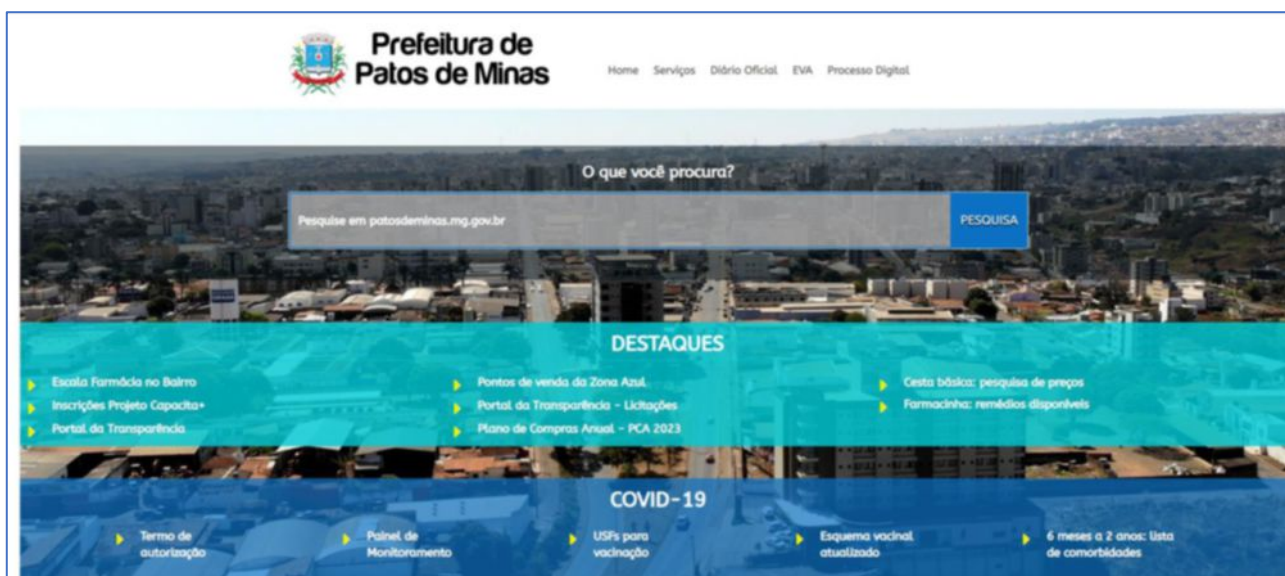 Prefeitura de
Patos de Minas
Home Serviços Diário Oficial EVA Processo Digital
O que você procura?
Pesquise em patosdeminas.mg.gov.br PESQUISA
DESTAQUES
Escala Farmácia no Bairro
Inscrições Projeto Capacita+
Portal da Transparência
Pontos de venda da Zona Azul
Portal da Transparência - Licitações
Plano de Compras Anual - PCA 2023
Cesta básica: pesquisa de preços
Farmacinha: remédios disponíveis
COVID-19
Termo de
autorização
Painel de
Monitoramento
USFs para
vacinação
Esquema vacinal
atualizado
6 meses a 2 anos: lista
de comorbidades